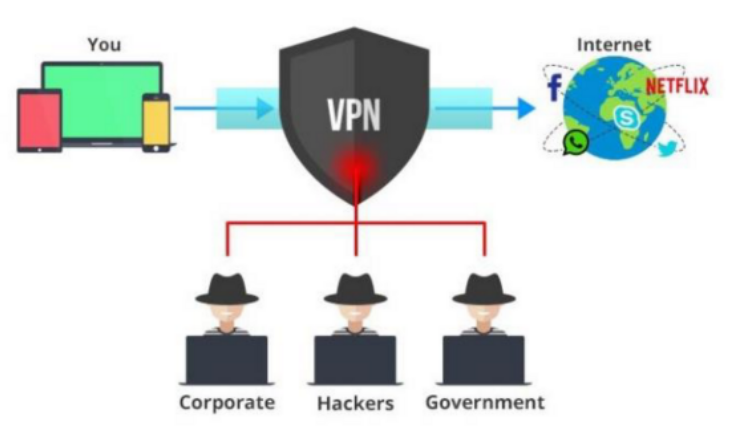 You
VPN
Internet
f
NETFLIX
S
Corporate
Hackers
Government